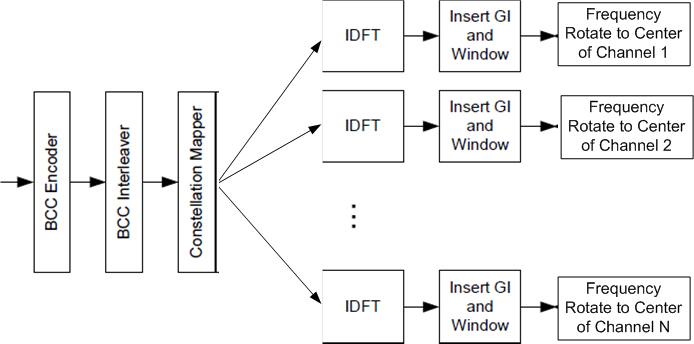 BCC Encoder
BCC Interleaver
Constellation Mapper
IDFT
Insert GI
and
Window
Frequency
Rotate to Center
of Channel 1
IDFT
Insert GI
and
Window
Frequency
Rotate to Center
of Channel 2
IDFT
Insert GI
and
Window
Frequency
Rotate to Center
of Channel N